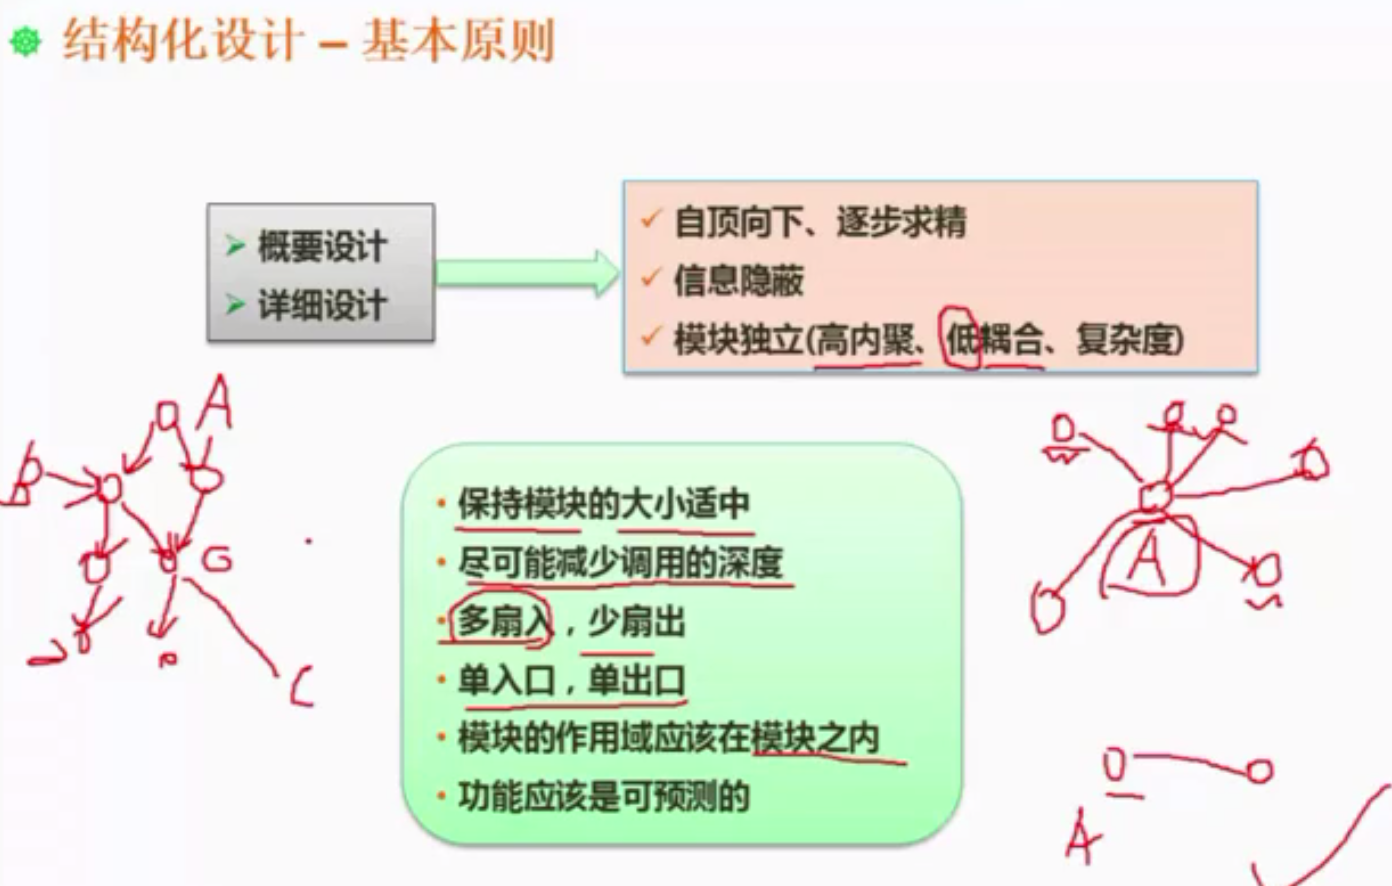 结构化设计 – 基本原则
概要设计
详细设计
自顶向下、逐步求精
信息隐蔽
模块独立(高内聚、低耦合、复杂度)
A
G
C
A
保持模块的大小适中
尽可能减少调用的深度
多扇入，少扇出
单入口，单出口
模块的作用域应该在模块之内
功能应该是可预测的
A